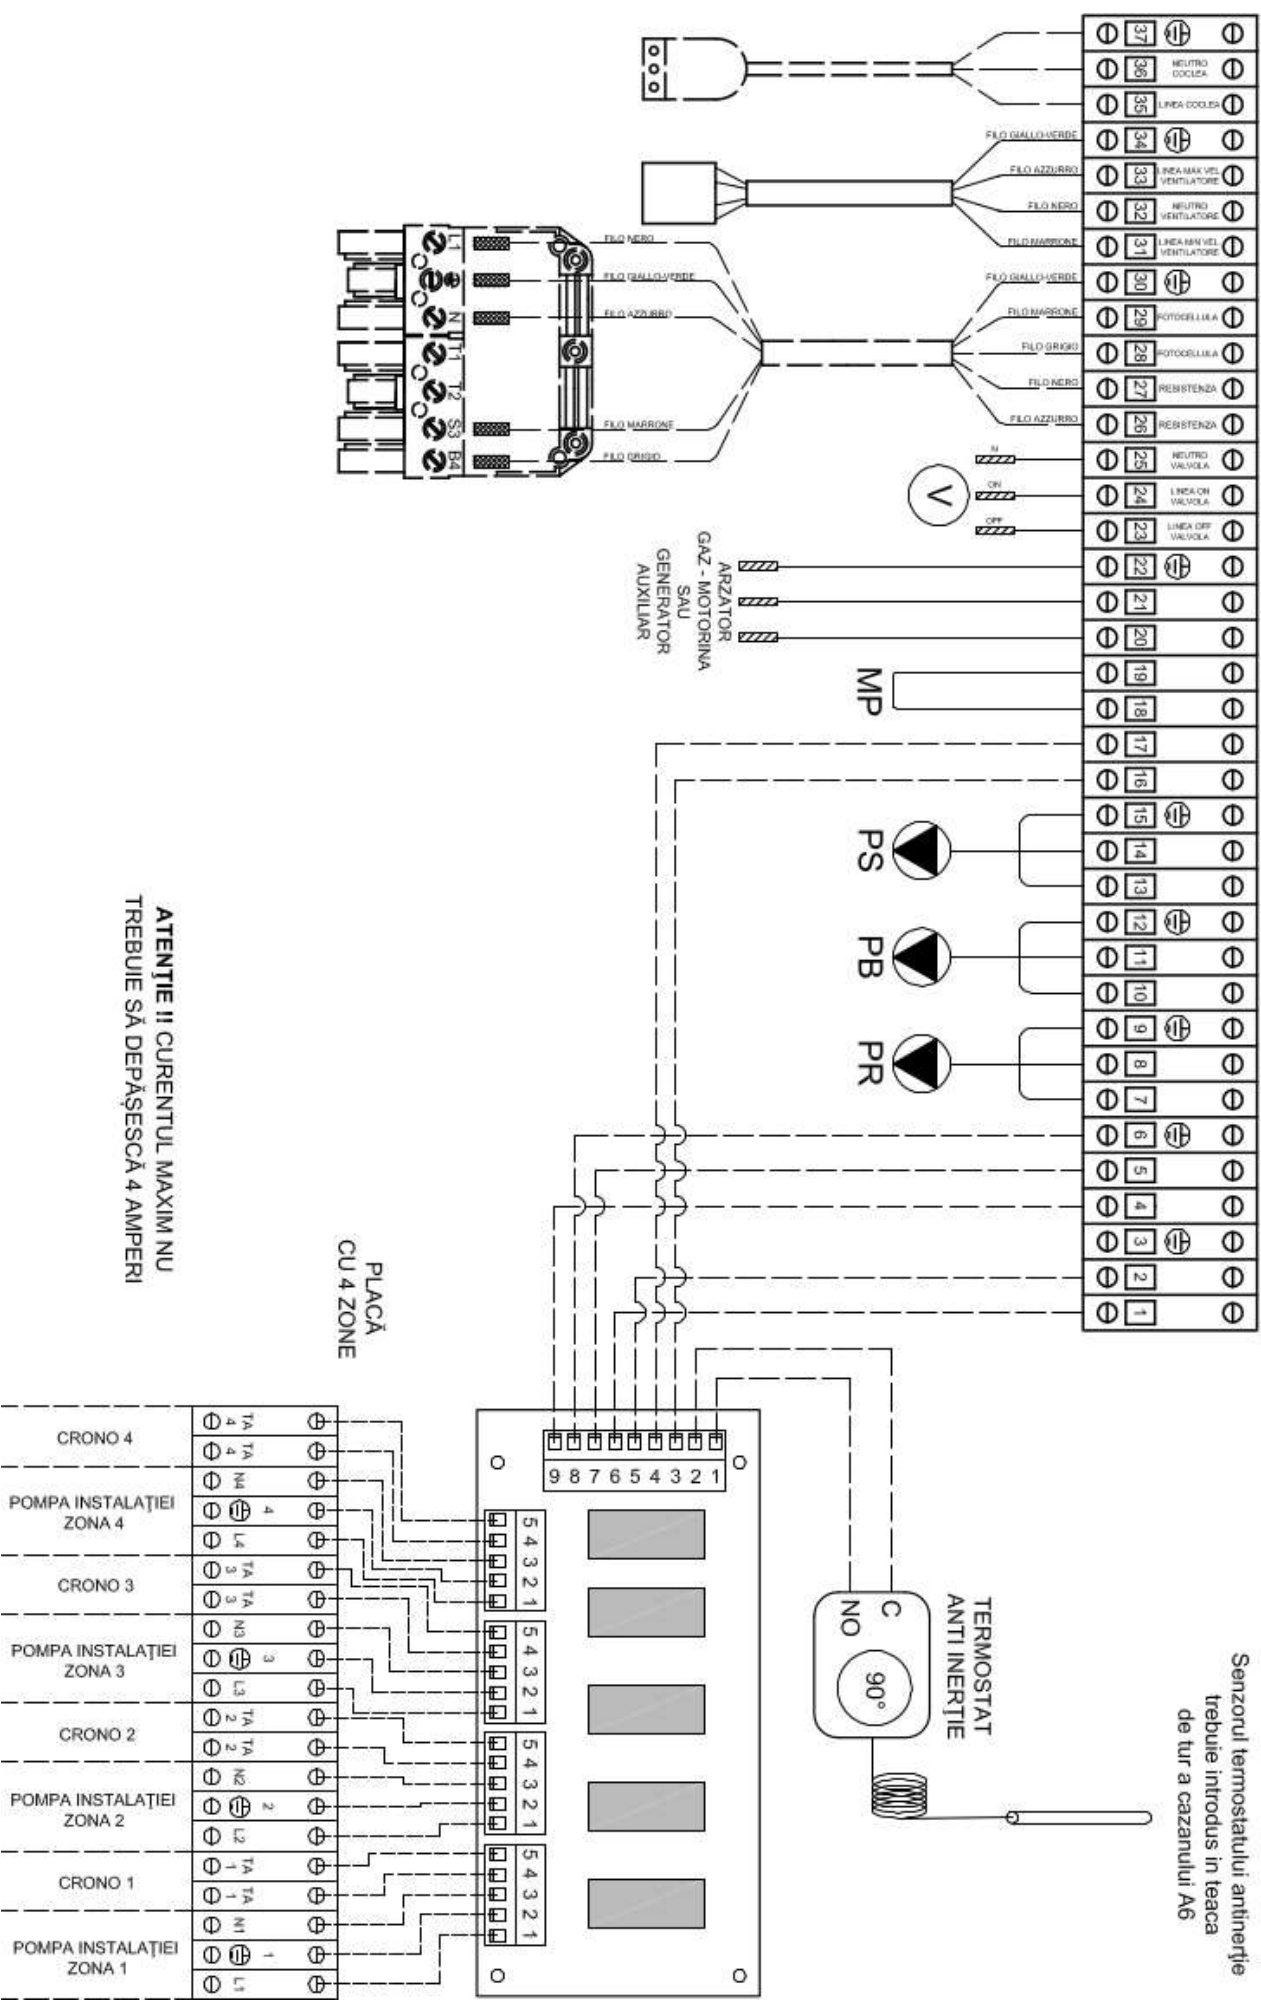 37
36 NEUTRO
COCLEA
35 LINEA COCLEA
34
33 LINEA MAX VEL
VENTILATORE
32 NEUTRO
VENTILATORE
31 LINEA MIN VEL
VENTILATORE
30
29 FOTOCELLULA
28 FOTOCELLULA
27 RESISTENZA
26 RESISTENZA
25 NEUTRO
VALVOLA
24 LINEA ON
VALVOLA
23 LINEA OFF
VALVOLA
22
21
20
19
18
17
16
15
14
13
12
11
10
9
8
7
6
5
4
3
2
1
FILO GIALLO-VERDE
FILO AZZURRO
FILO NERO
FILO MARRONE
FILO GIALLO-VERDE
FILO MARRONE
FILO GRIGIO
FILO NERO
FILO AZZURRO
FILO NERO
FILO GIALLO-VERDE
FILO AZZURRO
FILO MARRONE
FILO GRIGIO
L1
N
T1
T2
S3
B4
N
ON
OFF
V
ARZATOR
GAZ - MOTORINA
SAU
GENERATOR
AUXILIAR
MP
PS
PB
PR
ATENŢIE !! CURENTUL MAXIM NU
TREBUIE SĂ DEPĂŞESCĂ 4 AMPERI
PLACĂ
CU 4 ZONE
9 8 7 6 5 4 3 2 1
5 4 3 2 1
5 4 3 2 1
5 4 3 2 1
5 4 3 2 1
TERMOSTAT
ANTI INERŢIE
C
NO
90°
Senzorul termostatului antinerţie
trebuie introdus in teaca
de tur a cazanului A6
CRONO 4
4 TA
4 TA
POMPA INSTALAŢIEI
ZONA 4
N4
4
L4
CRONO 3
3 TA
3 TA
POMPA INSTALAŢIEI
ZONA 3
N3
3
L3
CRONO 2
2 TA
2 TA
POMPA INSTALAŢIEI
ZONA 2
N2
2
L2
CRONO 1
1 TA
1 TA
POMPA INSTALAŢIEI
ZONA 1
N1
1
L1